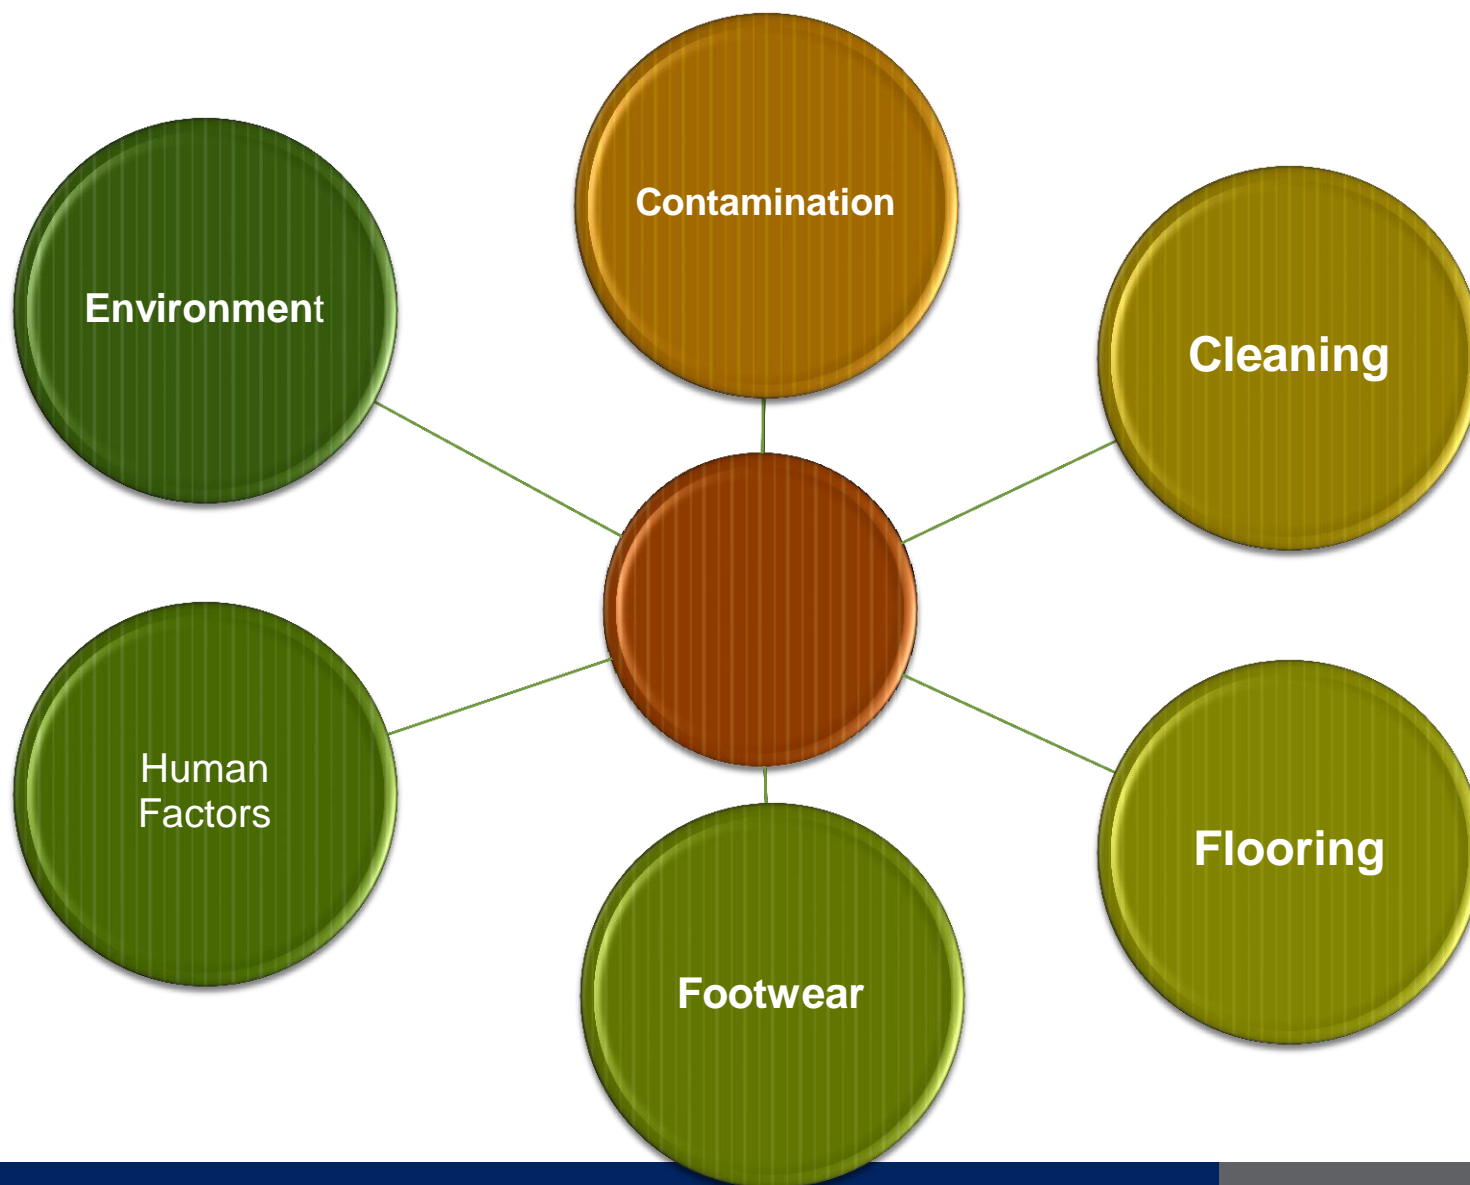 Contamination
Environment
Cleaning
Human
Factors
Flooring
Footwear